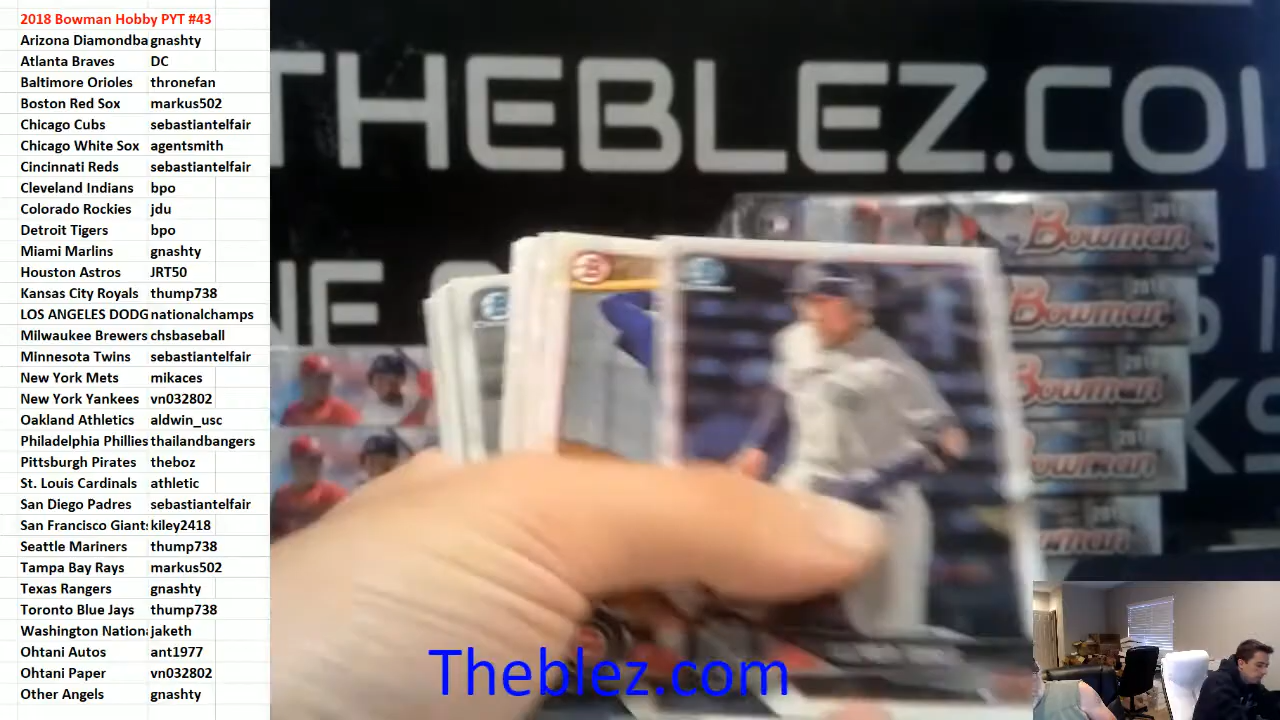 2018 Bowman Hobby PYT #43
Arizona Diamondba gnashty
Atlanta Braves DC
Baltimore Orioles thronefan
Boston Red Sox markus502
Chicago Cubs sebastiantelfair
Chicago White Sox agentsmith
Cincinnati Reds sebastiantelfair
Cleveland Indians bpo
Colorado Rockies jdu
Detroit Tigers bpo
Miami Marlins gnashty
Houston Astros JRT50
Kansas City Royals thump738
LOS ANGELES DODG nationalchamps
Milwaukee Brewers chsbaseball
Minnesota Twins sebastiantelfair
New York Mets mikaces
New York Yankees vn032802
Oakland Athletics aldwin_usc
Philadelphia Phillies thailandbangers
Pittsburgh Pirates theboz
St. Louis Cardinals athletic
San Diego Padres sebastiantelfair
San Francisco Giants kiley2418
Seattle Mariners thump738
Tampa Bay Rays markus502
Texas Rangers gnashty
Toronto Blue Jays thump738
Washington Nation jaketh
Ohtani Autos ant1977
Ohtani Paper vn032802
Other Angels gnashty
THEBLEZ.CO
Bowman
Bowman
Bowman
Bowman
Theblez.com